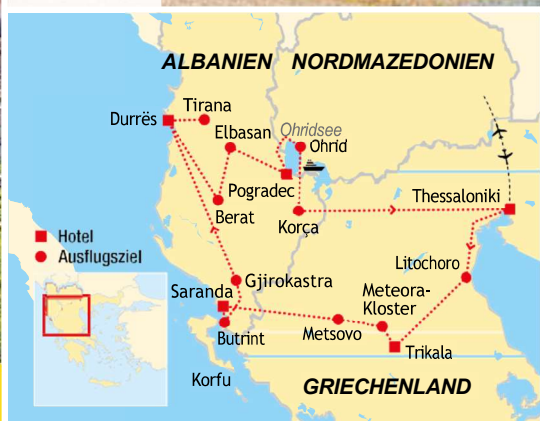 ALBANIEN NORDMAZEDONIEN
Durrës
Tirana
Elbasan
Ohridsee
Ohrid
Pogradec
Berat
Korça
Thessaloniki
Hotel
Ausflugsziel
Litochoro
Gjirokastra
Saranda
Meteora-
Kloster
Butrint
Metsovo
Trikala
Korfu
GRIECHENLAND